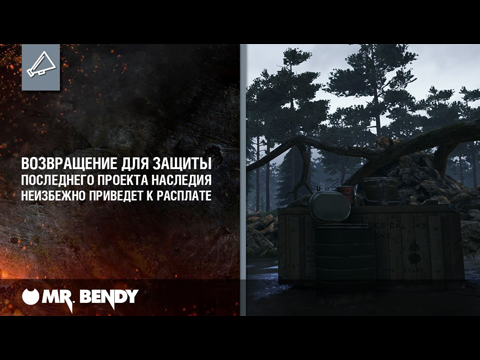 ВОЗВРАЩЕНИЕ ДЛЯ ЗАЩИТЫ
ПОСЛЕДНЕГО ПРОЕКТА НАСЛЕДИЯ
НЕИЗБЕЖНО ПРИВЕДЕТ К РАСПЛАТЕ
MR. BENDY